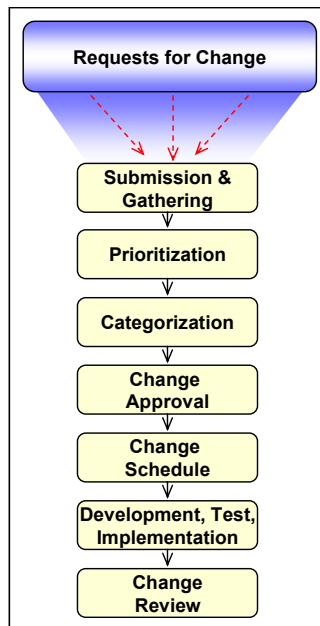 Requests for Change
Submission &
Gathering
Prioritization
Categorization
Change
Approval
Change
Schedule
Development, Test,
Implementation
Change
Review